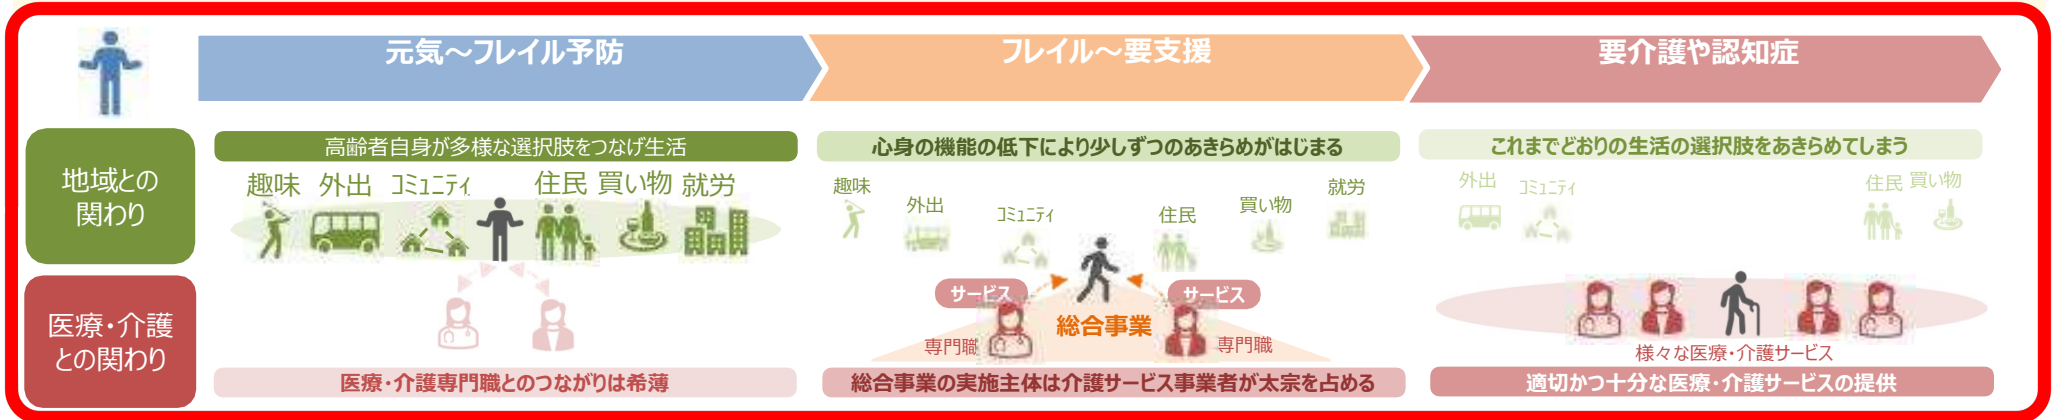 元気～フレイル予防
フレイル～要支援
要介護や認知症
地域との
関わり
高齢者自身が多様な選択肢をつなげ生活
趣味 外出 コミュニティ 住民 買い物 就労
心身の機能の低下により少しずつのあきらめがはじまる
趣味
外出
コミュニティ
住民
買い物
就労
これまでどおりの生活の選択肢をあきらめてしまう
外出
コミュニティ
住民
買い物
医療・介護
との関わり
医療・介護専門職とのつながりは希薄
サービス
サービス
総合事業
専門職
専門職
総合事業の実施主体は介護サービス事業者が太宗を占める
様々な医療・介護サービス
適切かつ十分な医療・介護サービスの提供